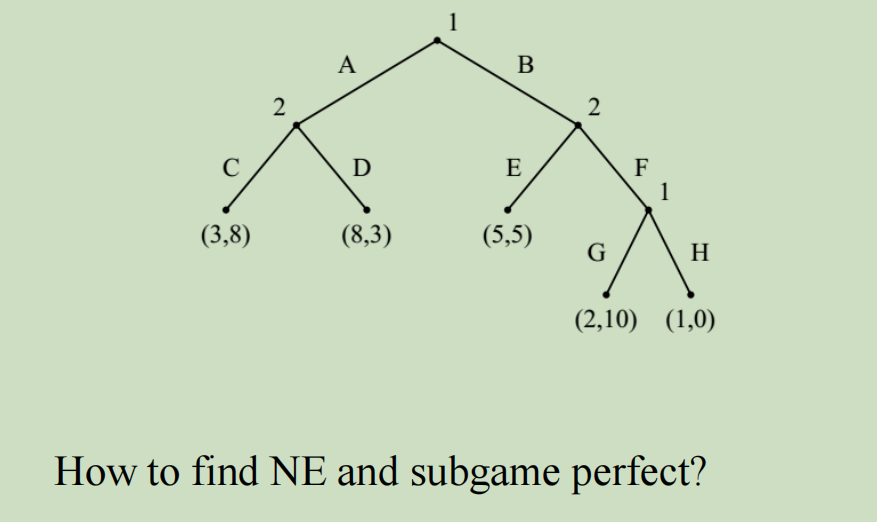 1
A B
2 2
C D E F
1
(3,8) (8,3) (5,5)
G H
(2,10) (1,0)
How to find NE and subgame perfect?